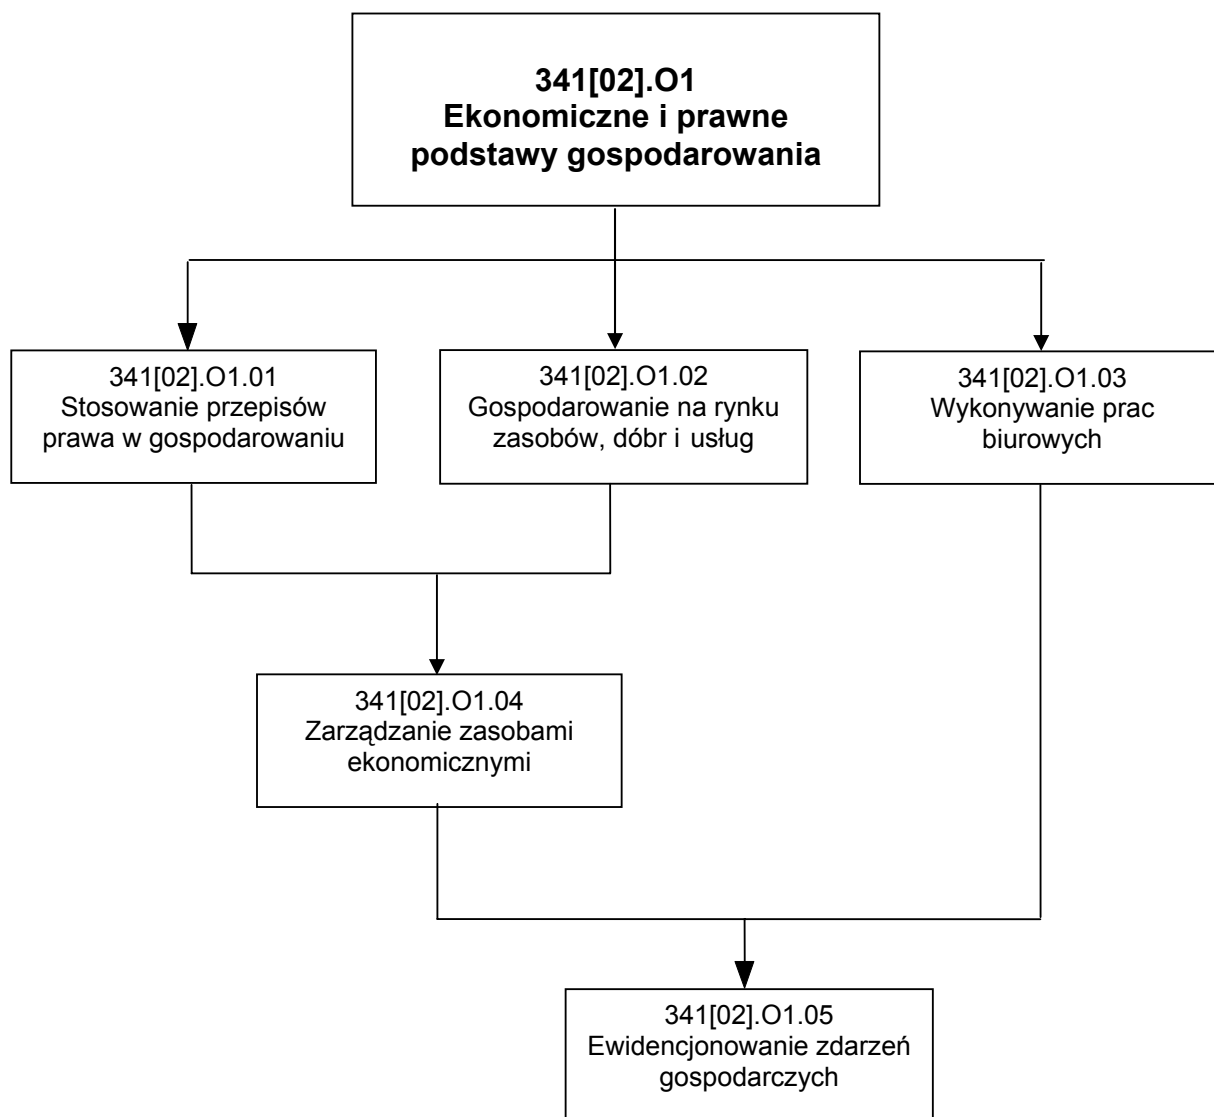 341[02].O1
Ekonomiczne i prawne
podstawy gospodarowania
341[02].O1.01
Stosowanie przepisów
prawa w gospodarowaniu
341[02].O1.02
Gospodarowanie na rynku
zasobów, dóbr i usług
341[02].O1.03
Wykonywanie prac
biurowych
341[02].O1.04
Zarządzanie zasobami
ekonomicznymi
341[02].O1.05
Ewidencjonowanie zdarzeń
gospodarczych